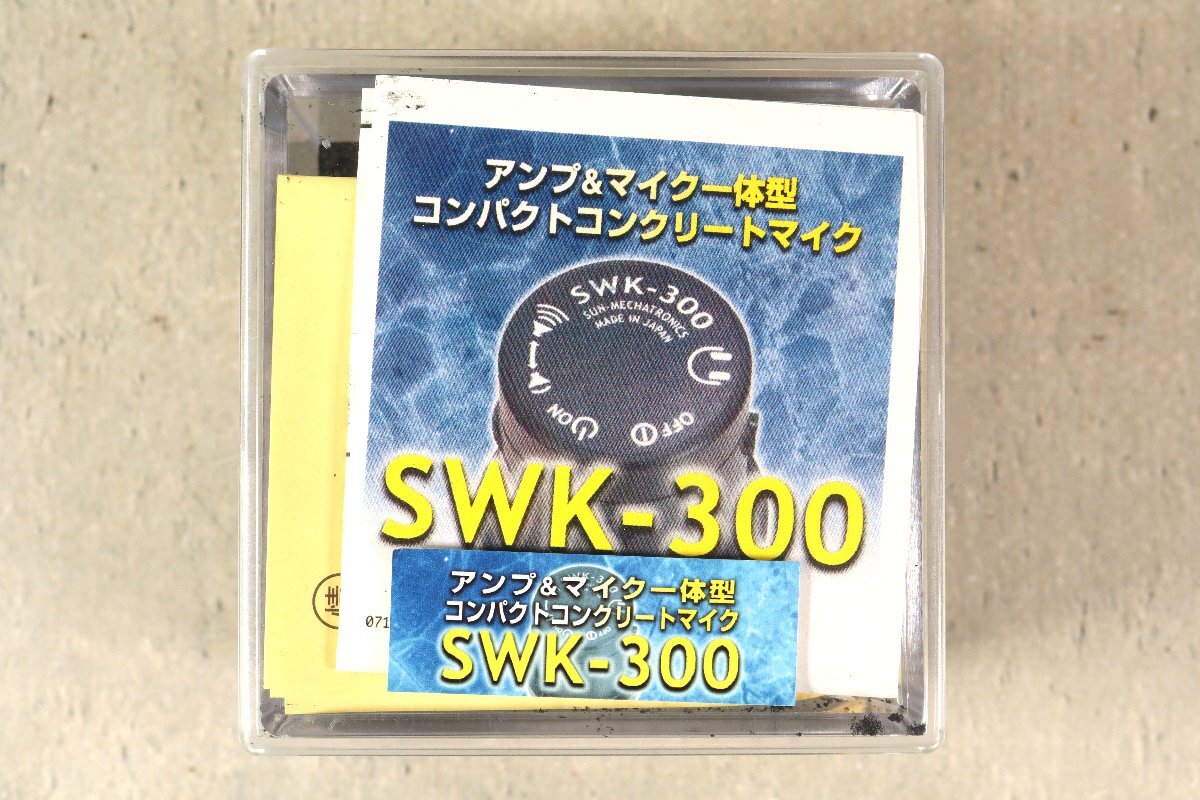 アンプ&マイク一体型
コンパクトコンクリートマイク
SWK-300
SUN-MECHATRONICS
MADE IN JAPAN
ON
OFF
SWK-300
071
アンプ&マイク一体型
コンパクトコンクリートマイク
SWK-300